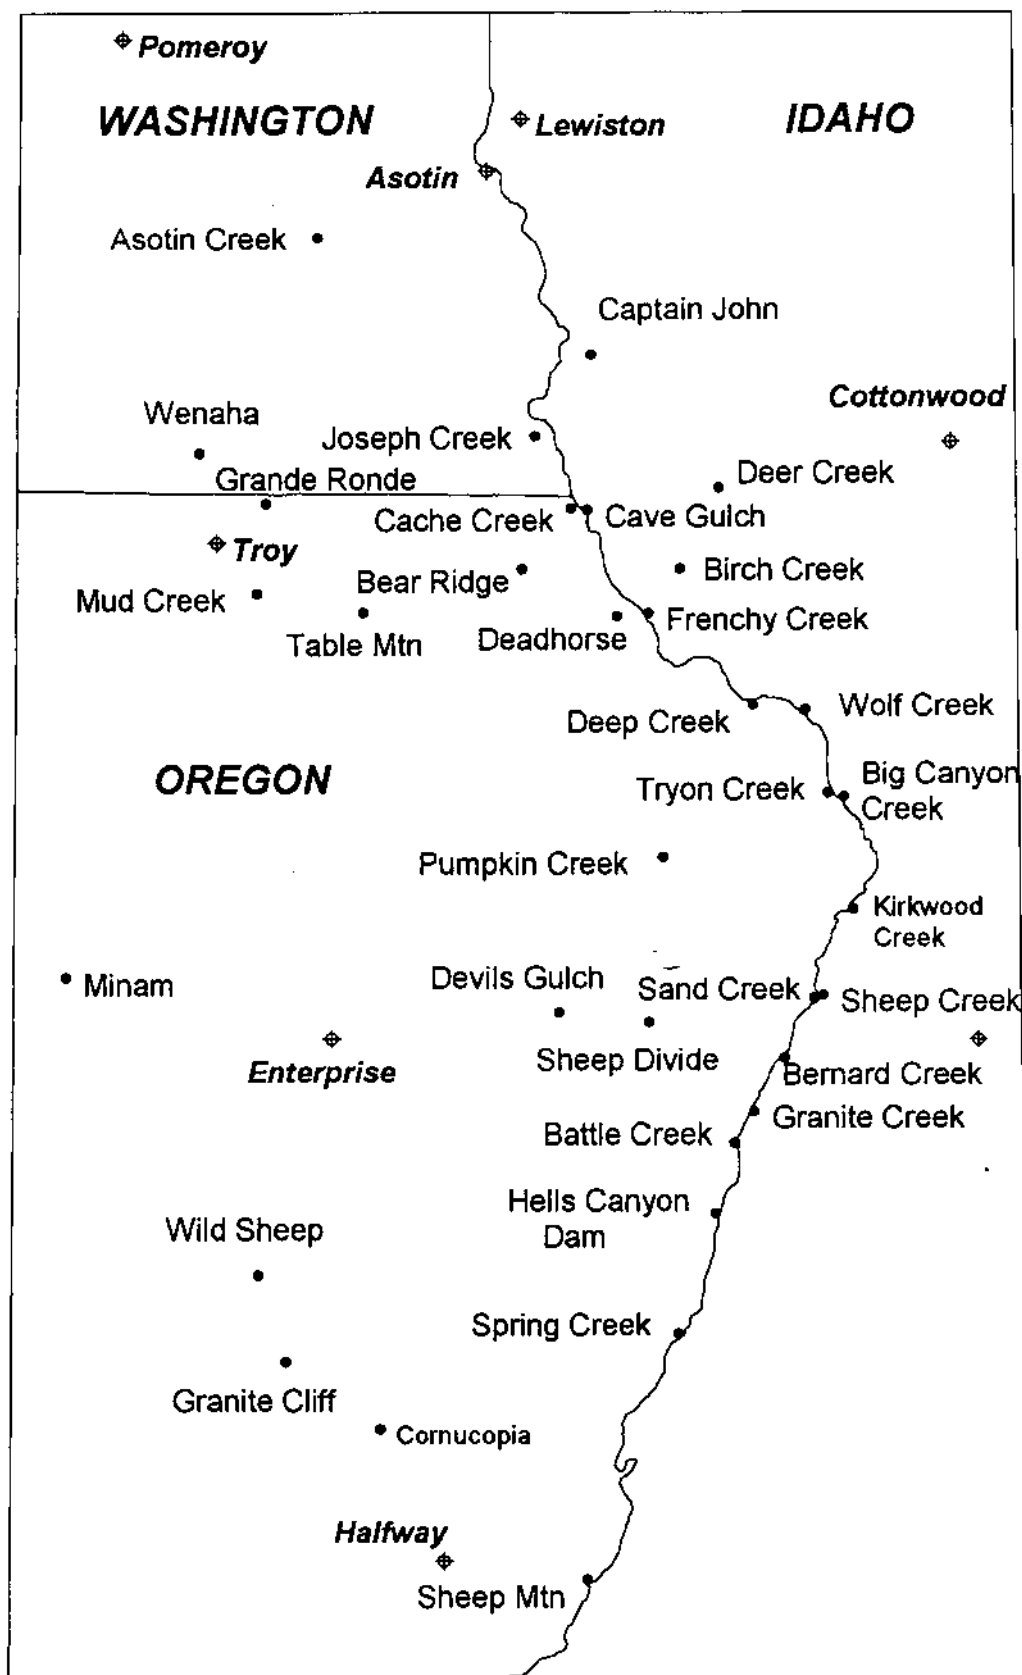 Pomeroy
WASHINGTON
IDAHO
Lewiston
Asotin
Asotin Creek
Captain John
Cottonwood
Wenaha
Joseph Creek
Deer Creek
Grande Ronde
Cache Creek
Cave Gulch
Troy
Bear Ridge
Birch Creek
Mud Creek
Table Mtn
Deadhorse
Frenchy Creek
Deep Creek
Wolf Creek
OREGON
Tryon Creek
Big Canyon
Creek
Pumpkin Creek
Kirkwood
Creek
Minam
Devils Gulch
Sand Creek
Sheep Creek
Enterprise
Sheep Divide
Bernard Creek
Granite Creek
Battle Creek
Hells Canyon
Dam
Wild Sheep
Spring Creek
Granite Cliff
Cornucopia
Halfway
Sheep Mtn